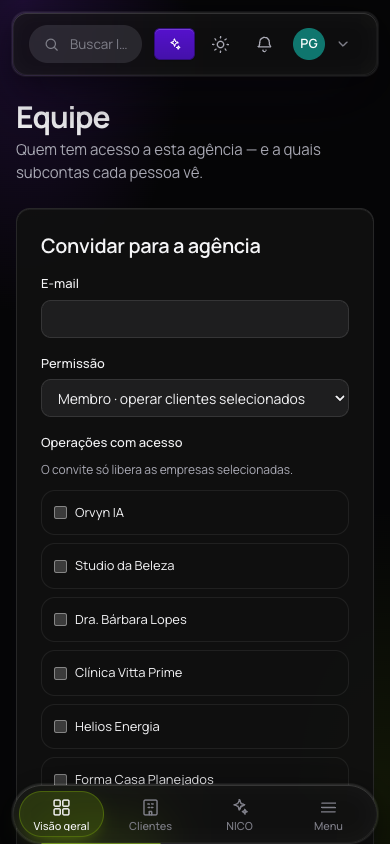 Buscar l...
PG
Equipe
Quem tem acesso a esta agência — e a quais
subcontas cada pessoa vê.
Convidar para a agência
E-mail
Permissão
Membro · operar clientes selecionados
Operações com acesso
O convite só libera as empresas selecionadas.
Orvyn IA
Studio da Beleza
Dra. Bárbara Lopes
Clínica Vitta Prime
Helios Energia
Forma Casa Planejados
Visão geral
Clientes
NICO
Menu